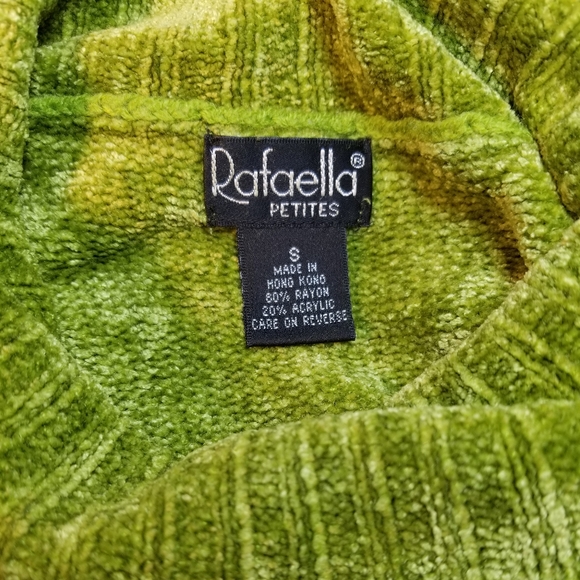 Rafaella®
PETITES
S
MADE IN
HONG KONG
80% RAYON
20% ACRYLIC
CARE ON REVERSE